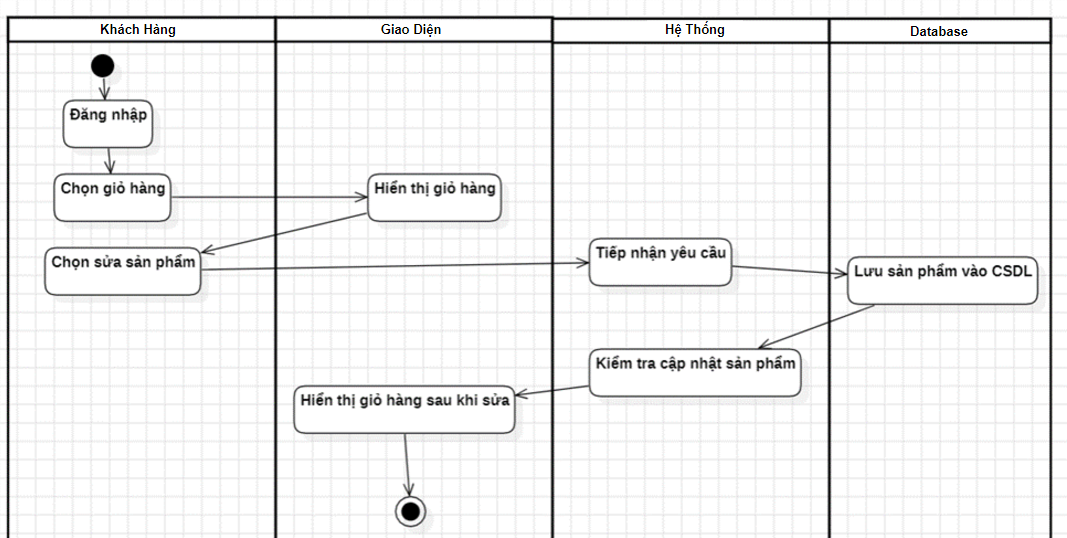 Khách Hàng
Giao Diện
Hệ Thống
Database
Đăng nhập
Chọn giỏ hàng
Hiển thị giỏ hàng
Chọn sửa sản phẩm
Tiếp nhận yêu cầu
Lưu sản phẩm vào CSDL
Kiểm tra cập nhật sản phẩm
Hiển thị giỏ hàng sau khi sửa